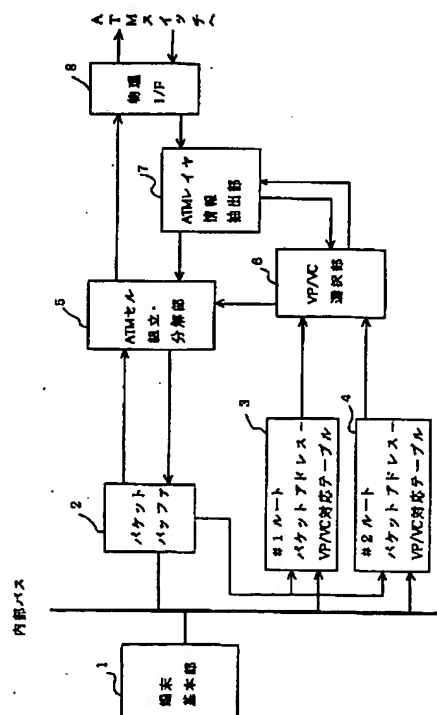 ATMスイッチへ
8
物理
I/F
7
ATMレイヤ
情報
抽出部
6
VP/VC
選択部
5
ATMセル
組立・
分解部
3
#1ルート
パケットアドレスー
VP/VC対応テーブル
4
#2ルート
パケットアドレスー
VP/VC対応テーブル
2
パケット
バッファ
内部バス
1
端末
基本部